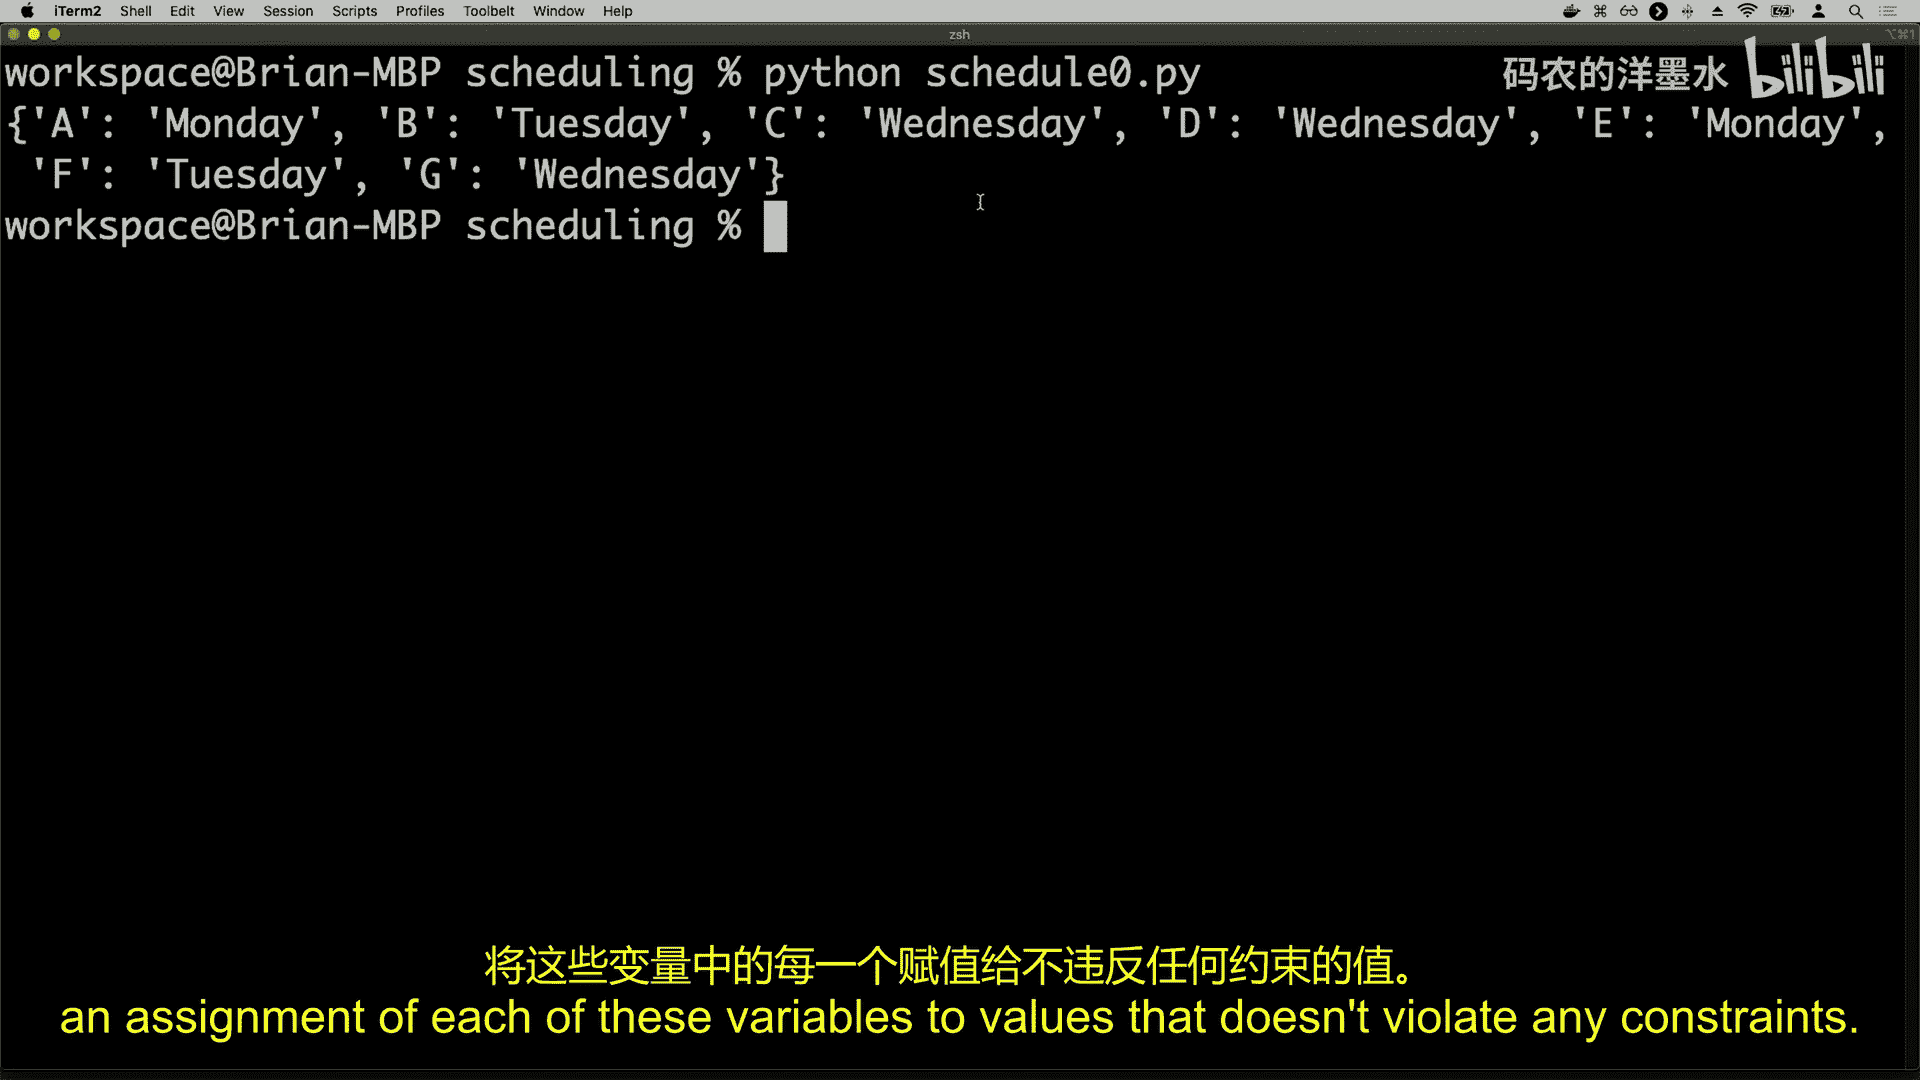 iTerm2 Shell Edit View Session Scripts Profiles Toolbelt Window Help
zsh
⌥⌘1
workspace@Brian-MBP scheduling % python schedule0.py
码农的洋墨水 bilibili
{'A': 'Monday', 'B': 'Tuesday', 'C': 'Wednesday', 'D': 'Wednesday', 'E': 'Monday',
'F': 'Tuesday', 'G': 'Wednesday'}
workspace@Brian-MBP scheduling %
将这些变量中的每一个赋值给不违反任何约束的值。
an assignment of each of these variables to values that doesn't violate any constraints.